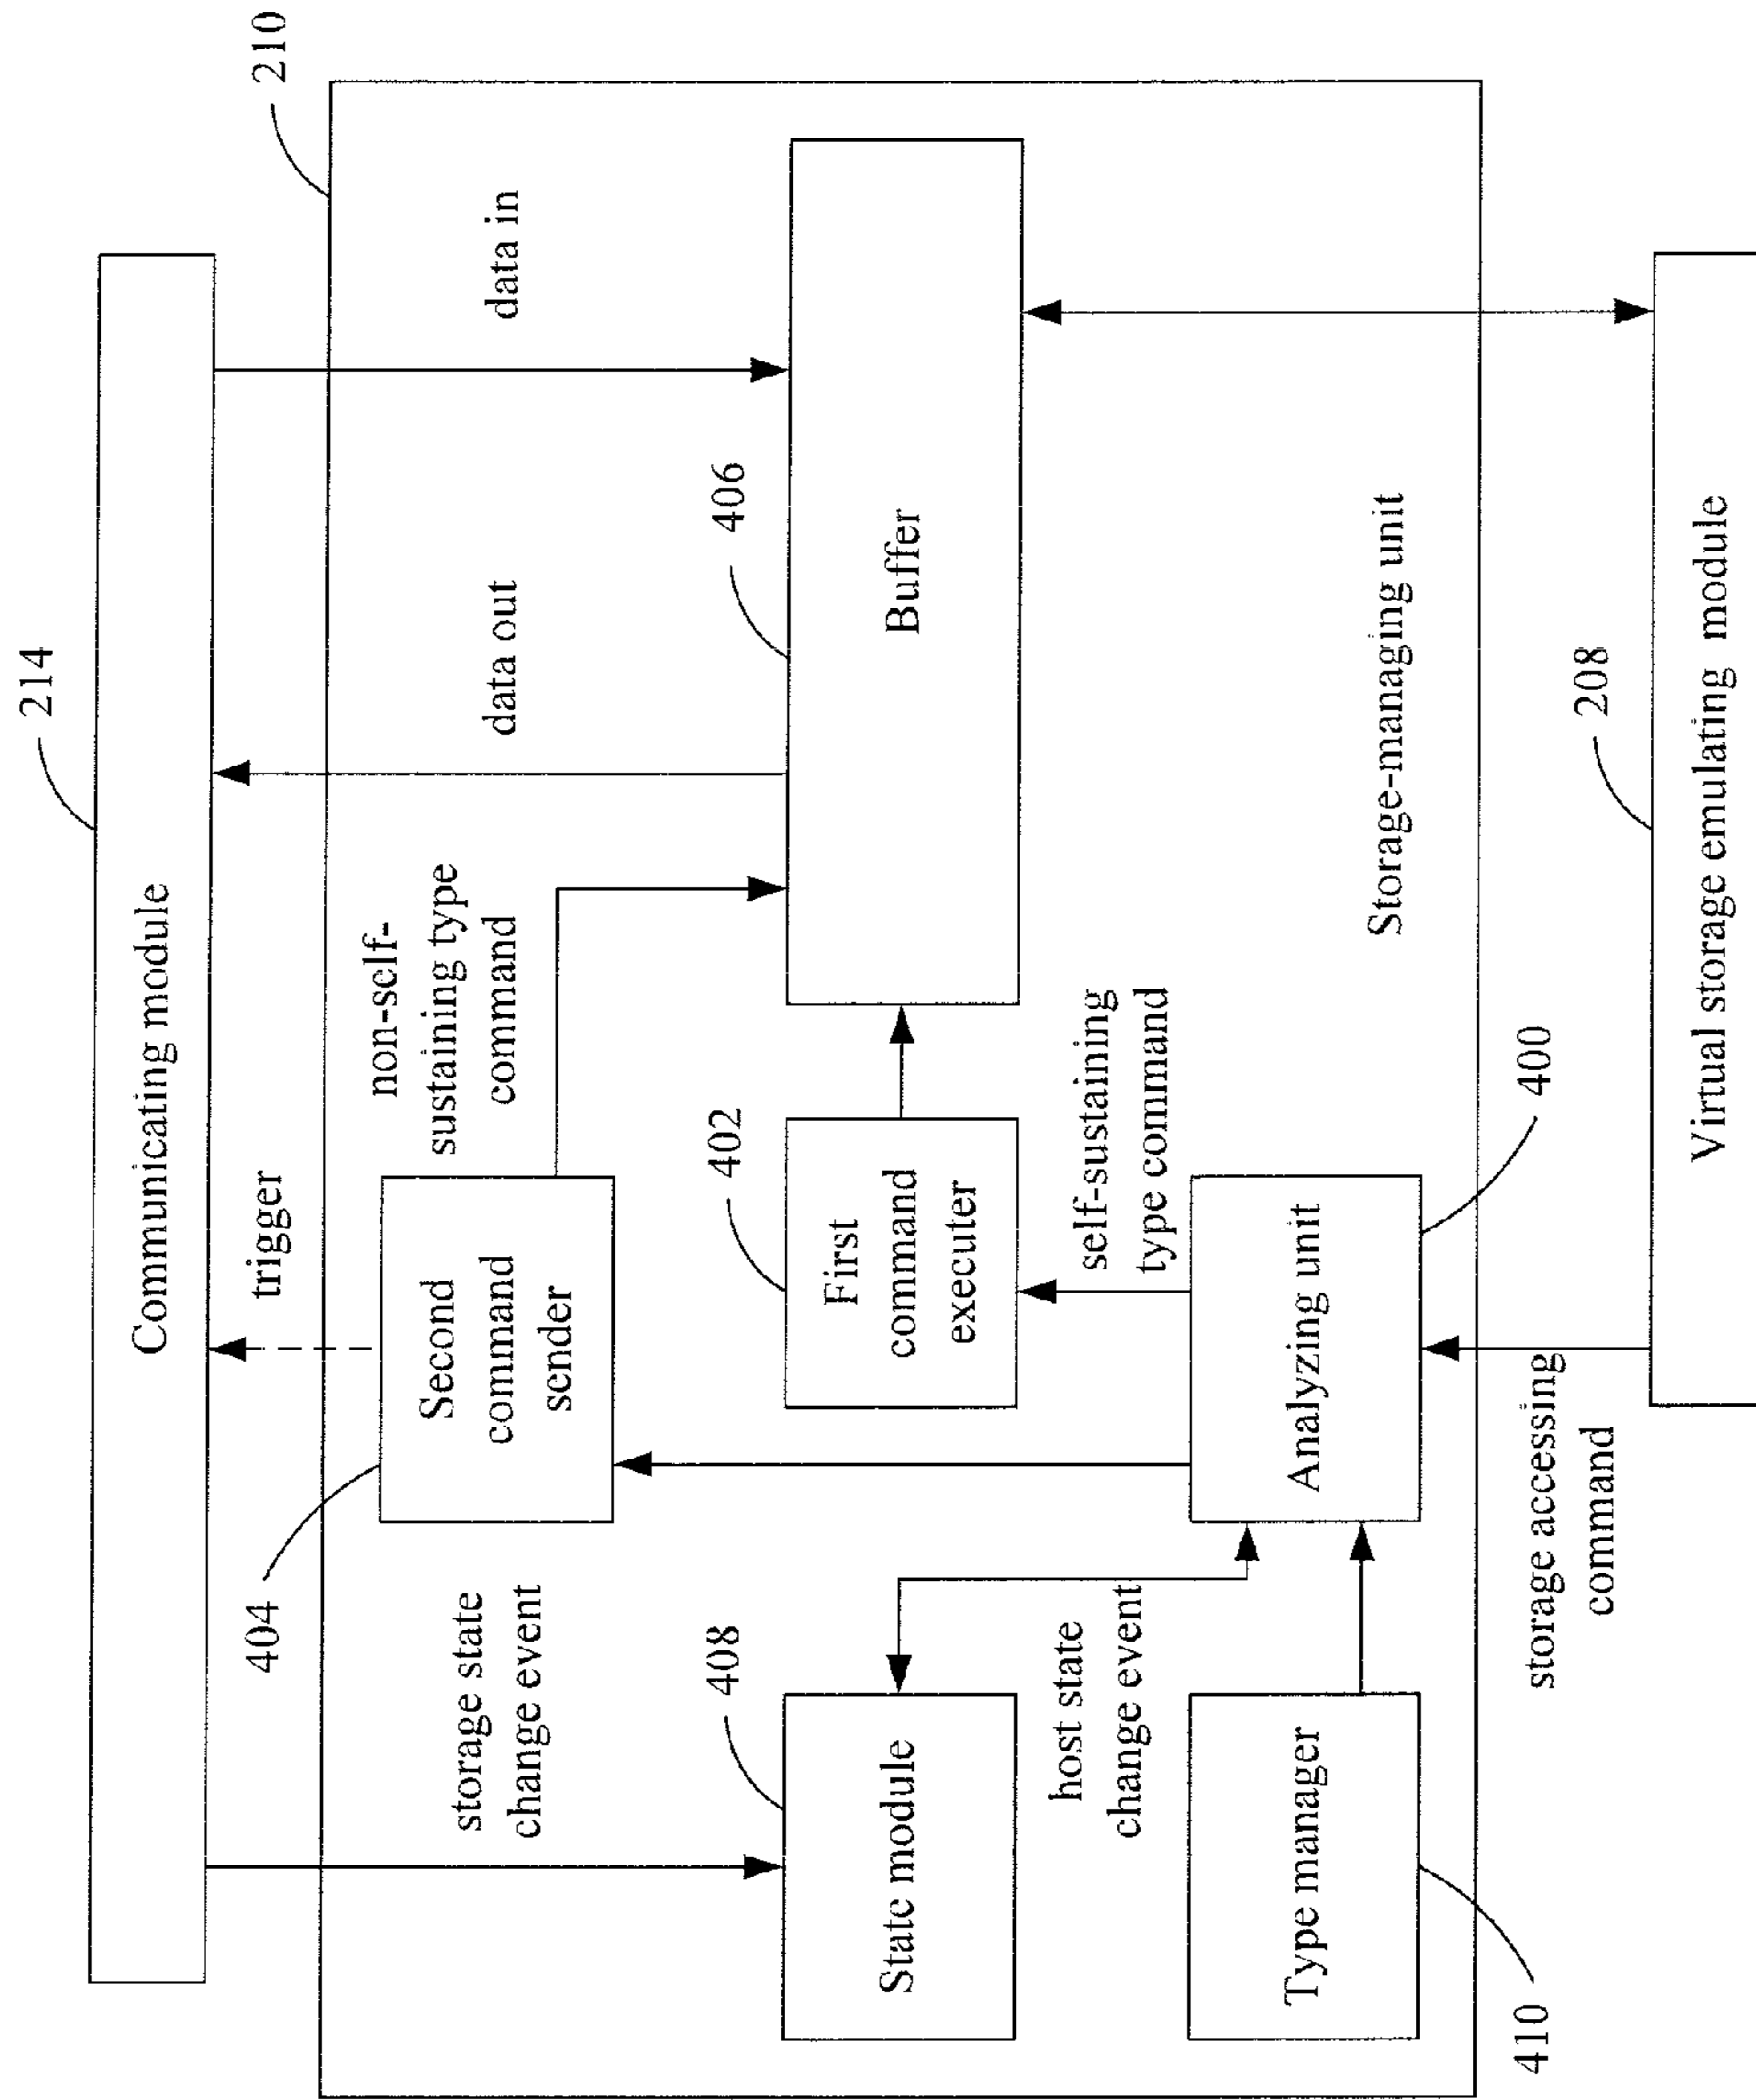 214
Communicating module
210
trigger
non-self-
sustaining type
command
data out
data in
404
storage state
change event
Second
command
sender
402
406
408
State module
First
command
executer
Buffer
host state
change event
self-sustaining
type command
Type manager
Analyzing unit
Storage-managing unit
410
400
storage accessing
command
208
Virtual storage emulating module